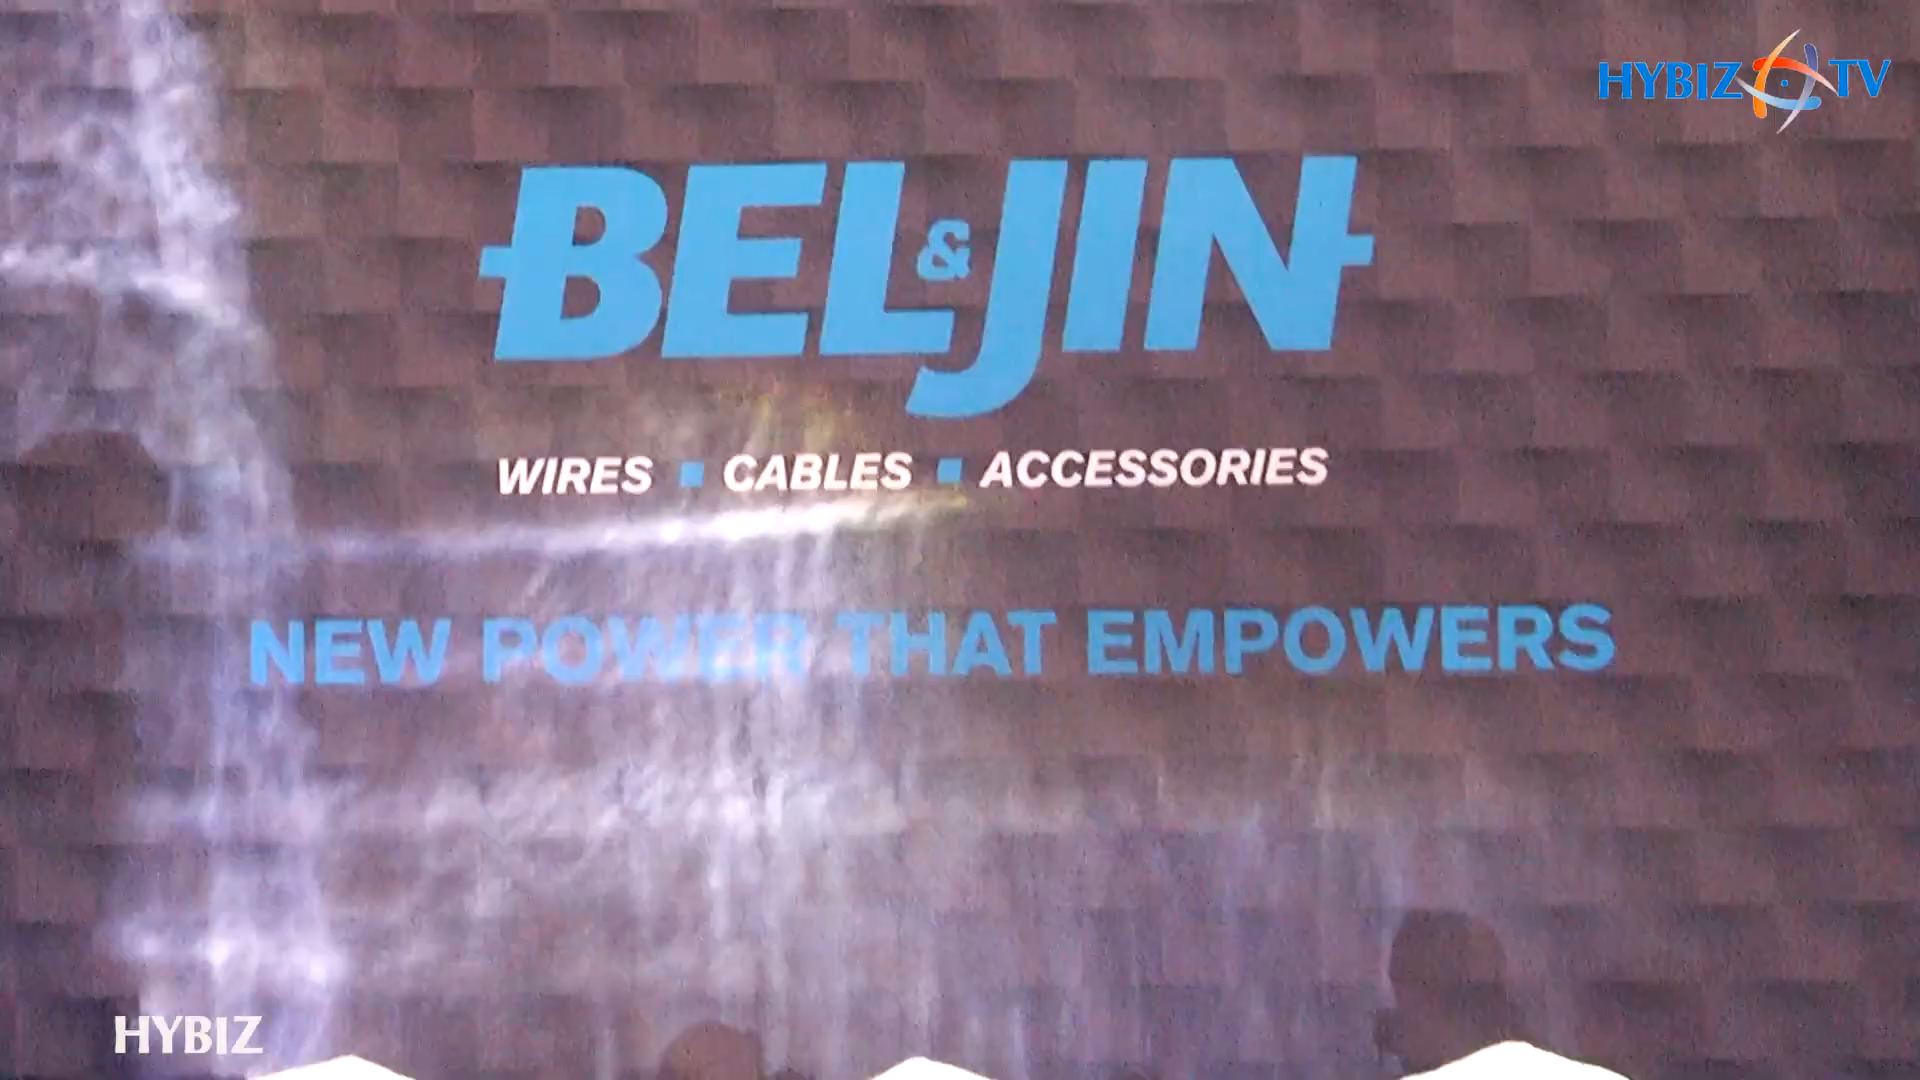 HYBIZ TV
BEL&JIN
WIRES ▪ CABLES ▪ ACCESSORIES
NEW POWER THAT EMPOWERS
HYBIZ